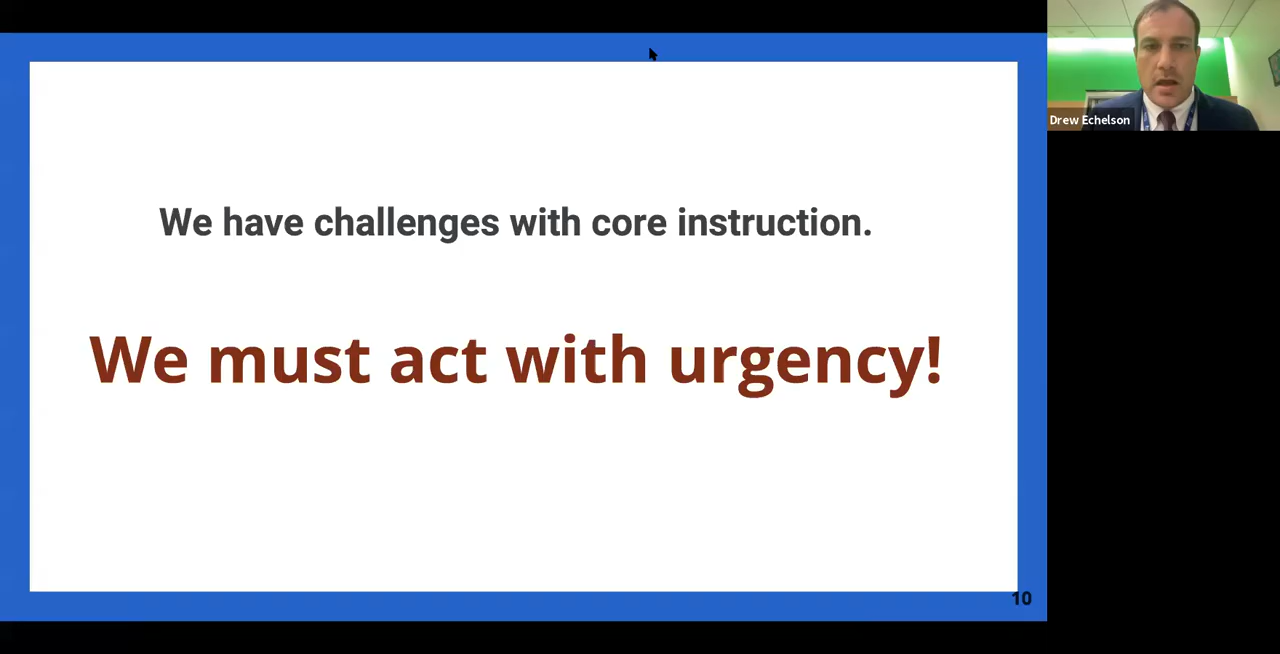 Drew Echelson
We have challenges with core instruction.
We must act with urgency!
10